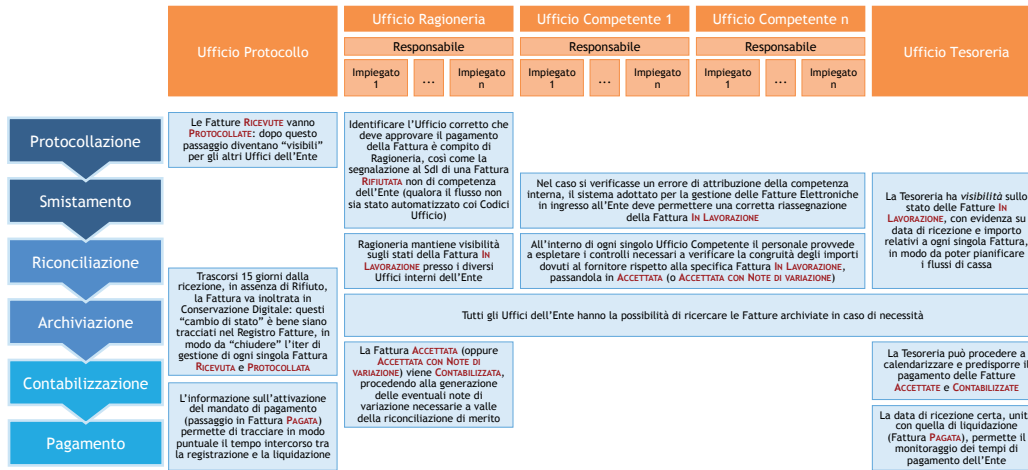 Ufficio Protocollo
Ufficio Ragioneria
Responsabile
Impiegato
1
...
Impiegato
n
Ufficio Competente 1
Responsabile
Impiegato
1
...
Impiegato
n
Ufficio Competente n
Responsabile
Impiegato
1
...
Impiegato
n
Ufficio Tesoreria
Protocollazione
Smistamento
Riconciliazione
Archiviazione
Contabilizzazione
Pagamento
Le Fatture RICEVUTE vanno
PROTOCOLLATE: dopo questo
passaggio diventano "visibili"
per gli altri Uffici dell'Ente
Trascorsi 15 giorni dalla
ricezione, in assenza di Rifiuto,
la Fattura va inoltrata in
Conservazione Digitale: questi
"cambio di stato" è bene siano
tracciati nel Registro Fatture, in
modo da "chiudere" l'iter di
gestione di ogni singola Fattura
RICEVUTA e PROTOCOLLATA
L'informazione sull'attivazione
del mandato di pagamento
(passaggio in Fattura PAGATA)
permette di tracciare in modo
puntuale il tempo intercorso tra
la registrazione e la liquidazione
Identificare l'Ufficio corretto che
deve approvare il pagamento
della Fattura è compito di
Ragioneria, così come la
segnalazione al SdI di una Fattura
RIFIUTATA non di competenza
dell'Ente (qualora il flusso non
sia stato automatizzato coi Codici
Ufficio)
Ragioneria mantiene visibilità
sugli stati della Fattura IN
LAVORAZIONE presso i diversi
Uffici interni dell'Ente
Nel caso si verificasse un errore di attribuzione della competenza
interna, il sistema adottato per la gestione delle Fatture Elettroniche
in ingresso all'Ente deve permettere una corretta riassegnazione
della Fattura IN LAVORAZIONE
All'interno di ogni singolo Ufficio Competente il personale provvede
a espletare i controlli necessari a verificare la congruità degli importi
dovuti al fornitore rispetto alla specifica Fattura IN LAVORAZIONE,
passandola in ACCETTATA (o ACCETTATA CON NOTE DI VARIAZIONE)
La Tesoreria ha visibilità sullo
stato delle Fatture IN
LAVORAZIONE, con evidenza su
data di ricezione e importo
relativi a ogni singola Fattura,
in modo da poter pianificare
i flussi di cassa
Tutti gli Uffici dell'Ente hanno la possibilità di ricercare le Fatture archiviate in caso di necessità
La Fattura ACCETTATA (oppure
ACCETTATA CON NOTE DI
VARIAZIONE) viene CONTABILIZZATA,
procedendo alla generazione
delle eventuali note di
variazione necessarie a valle
della riconciliazione di merito
La Tesoreria può procedere a
calendarizzare e predisporre il
pagamento delle Fatture
ACCETTATE e CONTABILIZZATE
La data di ricezione certa, unit
con quella di liquidazione
(Fattura PAGATA), permette il
monitoraggio dei tempi di
pagamento dell'Ente